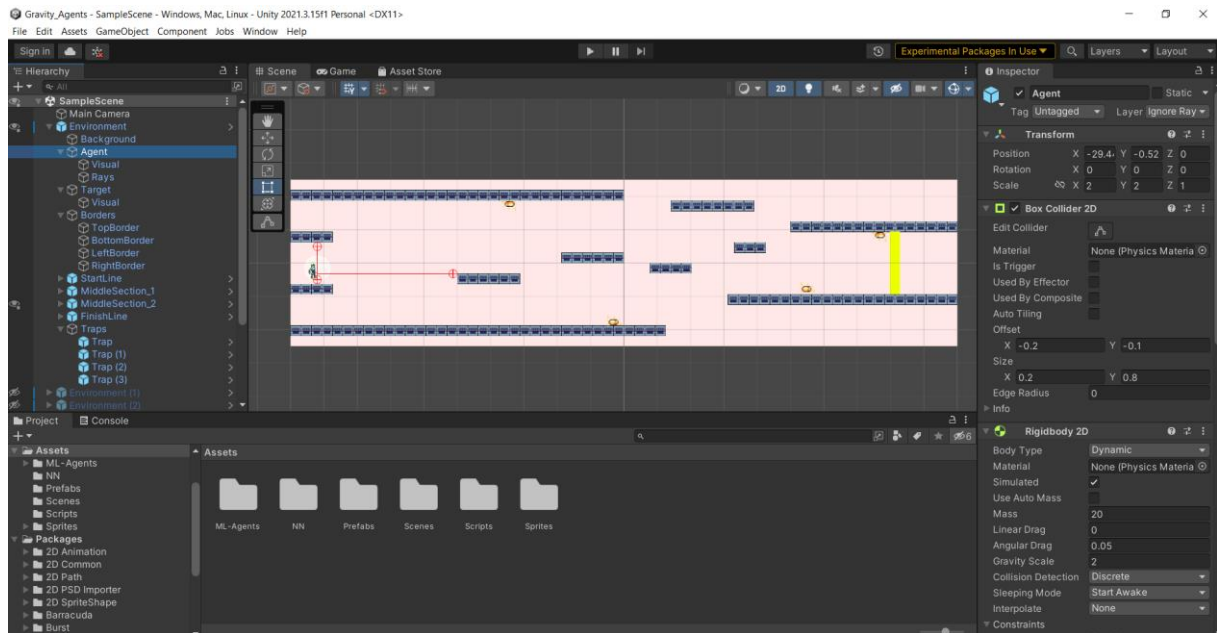 Gravity_Agents - SampleScene - Windows, Mac, Linux - Unity 2021.3.15f1 Personal <DX11>
File Edit Assets GameObject Component Jobs Window Help
Sign in
Experimental Packages In Use
Layers
Layout
Hierarchy
All
SampleScene
Main Camera
Environment
Background
Agent
Visual
Rays
Target
Visual
Borders
TopBorder
BottomBorder
LeftBorder
RightBorder
StartLine
MiddleSection_1
MiddleSection_2
FinishLine
Traps
Trap
Trap (1)
Trap (2)
Trap (3)
Environment (1)
Environment (2)
Scene Game Asset Store
2D
Inspector
Agent Static
Tag Untagged Layer Ignore Ray
Transform
Position X -29.4 Y -0.52 Z 0
Rotation X 0 Y 0 Z 0
Scale X 2 Y 2 Z 1
Box Collider 2D
Edit Collider
Material None (Physics Materia
Is Trigger
Used By Effector
Used By Composite
Auto Tiling
Offset
X -0.2 Y -0.1
Size
X 0.2 Y 0.8
Edge Radius 0
Info
Rigidbody 2D
Body Type Dynamic
Material None (Physics Materia
Simulated
Use Auto Mass
Mass 20
Linear Drag 0
Angular Drag 0.05
Gravity Scale 2
Collision Detection Discrete
Sleeping Mode Start Awake
Interpolate None
Constraints
Project Console
6
Assets
ML-Agents
NN
Prefabs
Scenes
Scripts
Sprites
Packages
2D Animation
2D Common
2D Path
2D PSD Importer
2D SpriteShape
Barracuda
Burst
Assets
ML-Agents NN Prefabs Scenes Scripts Sprites